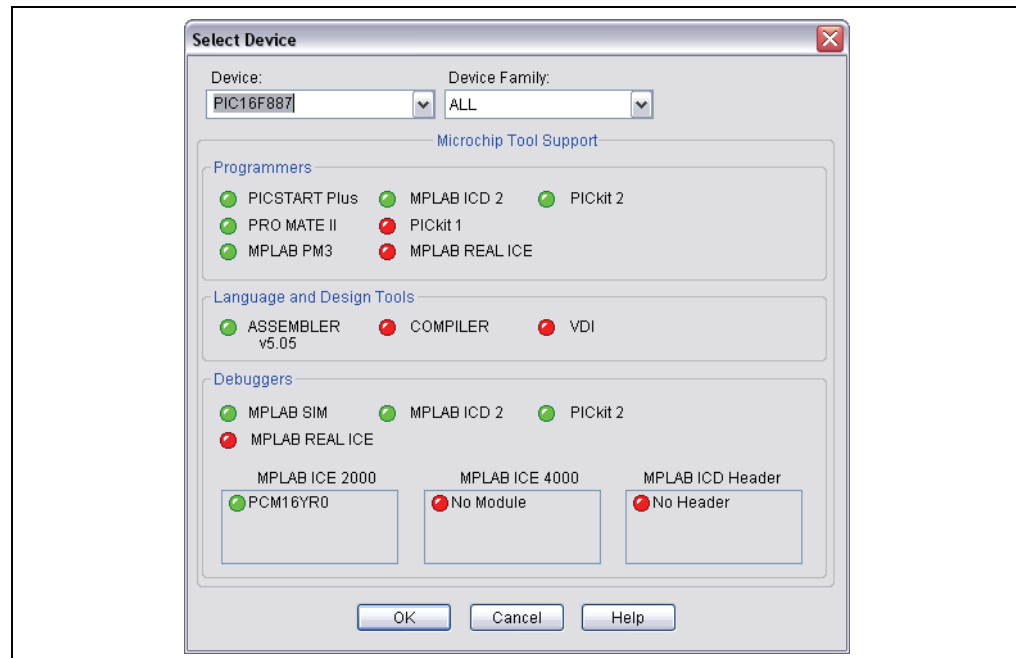 Select Device
Device: Device Family:
PIC16F887 ALL
Microchip Tool Support
Programmers
PICSTART Plus MPLAB ICD 2 PICkit 2
PRO MATE II PICkit 1
MPLAB PM3 MPLAB REAL ICE
Language and Design Tools
ASSEMBLER COMPILER VDI
v5.05
Debuggers
MPLAB SIM MPLAB ICD 2 PICkit 2
MPLAB REAL ICE
MPLAB ICE 2000 MPLAB ICE 4000 MPLAB ICD Header
PCM16YR0 No Module No Header
OK Cancel Help